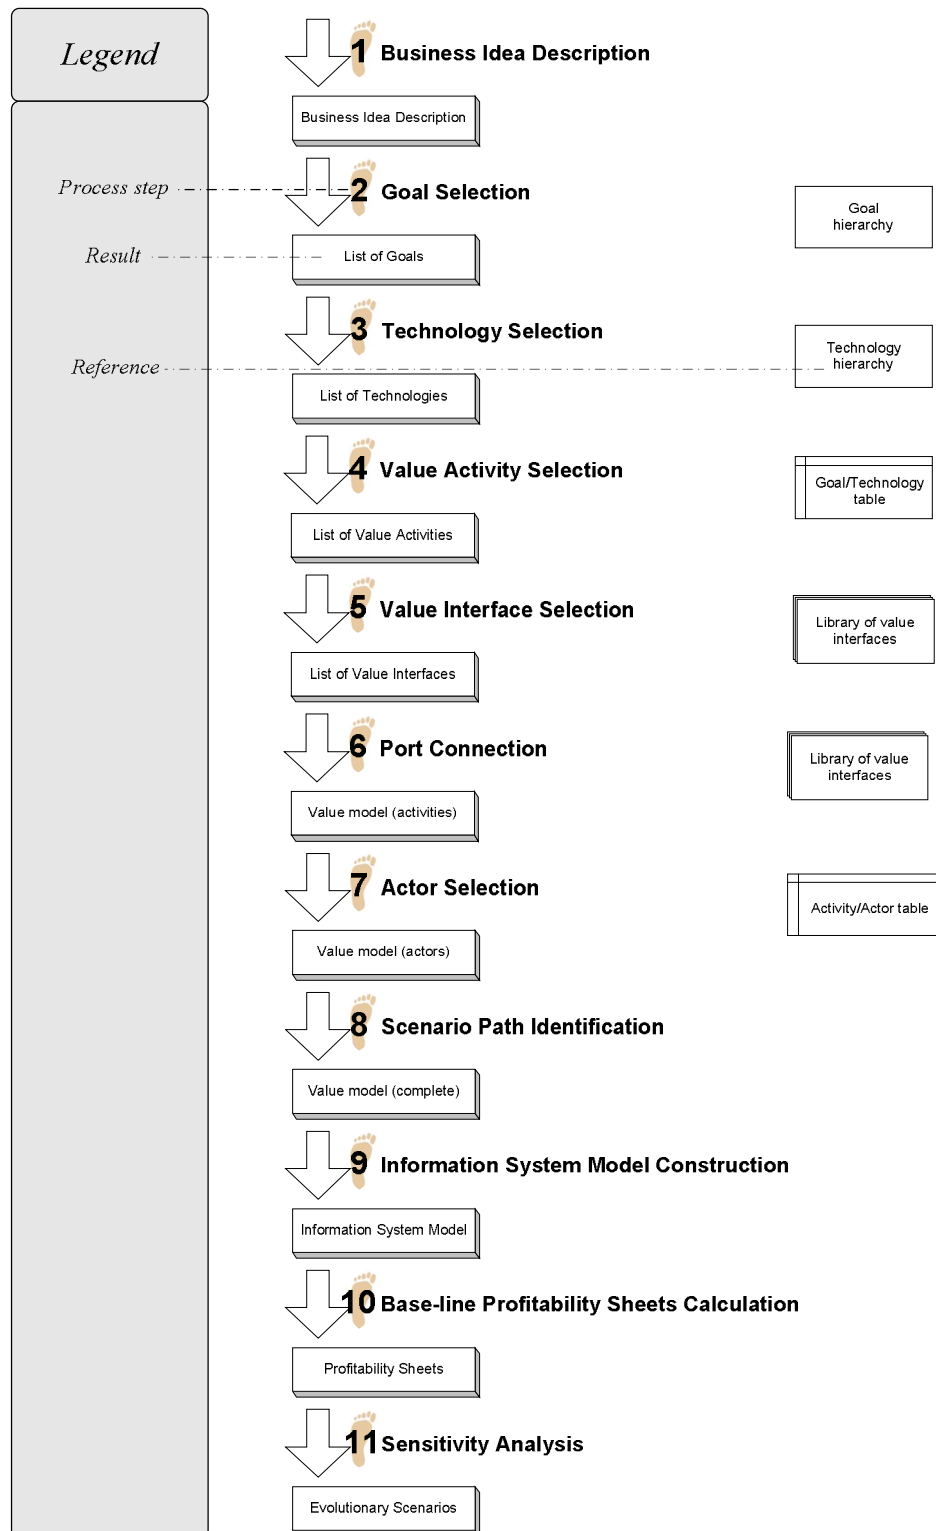 Legend
1 Business Idea Description
Business Idea Description
Process step
2 Goal Selection
Goal
hierarchy
Result
List of Goals
3 Technology Selection
Technology
hierarchy
Reference
List of Technologies
4 Value Activity Selection
Goal/Technology
table
List of Value Activities
5 Value Interface Selection
Library of value
interfaces
List of Value Interfaces
6 Port Connection
Library of value
interfaces
Value model (activities)
7 Actor Selection
Activity/Actor table
Value model (actors)
8 Scenario Path Identification
Value model (complete)
9 Information System Model Construction
Information System Model
10 Base-line Profitability Sheets Calculation
Profitability Sheets
11 Sensitivity Analysis
Evolutionary Scenarios